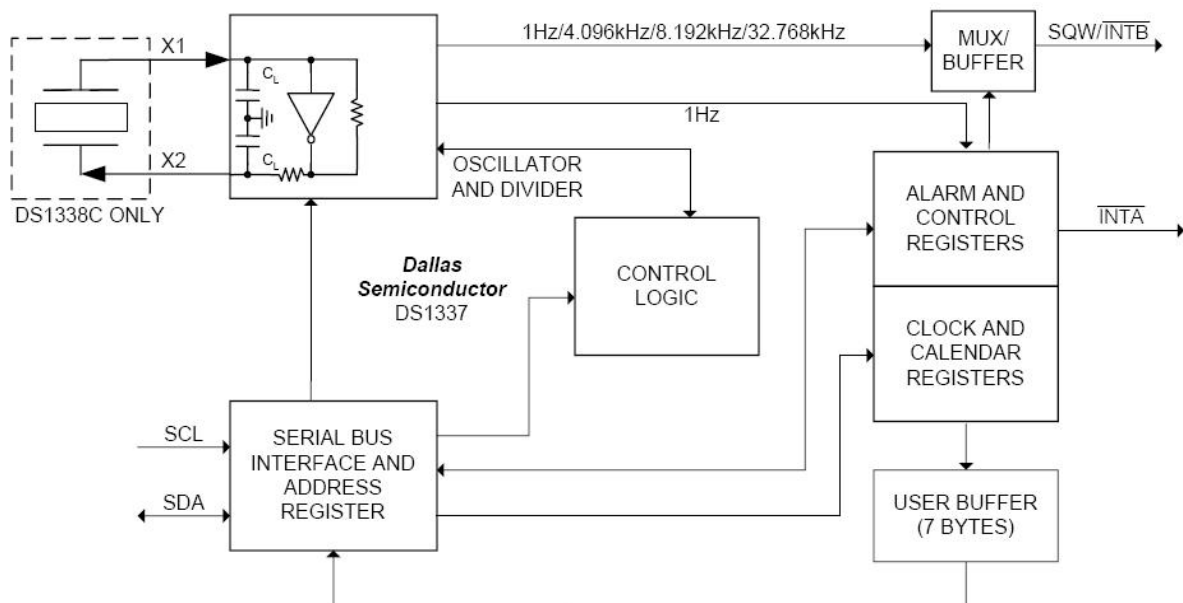 1Hz/4.096kHz/8.192kHz/32.768kHz
MUX/
BUFFER
SQW/INTB
X1
CL
CL
X2
1Hz
OSCILLATOR
AND DIVIDER
DS1338C ONLY
ALARM AND
CONTROL
REGISTERS
INTA
Dallas
Semiconductor
DS1337
CONTROL
LOGIC
CLOCK AND
CALENDAR
REGISTERS
SCL
SDA
SERIAL BUS
INTERFACE AND
ADDRESS
REGISTER
USER BUFFER
(7 BYTES)